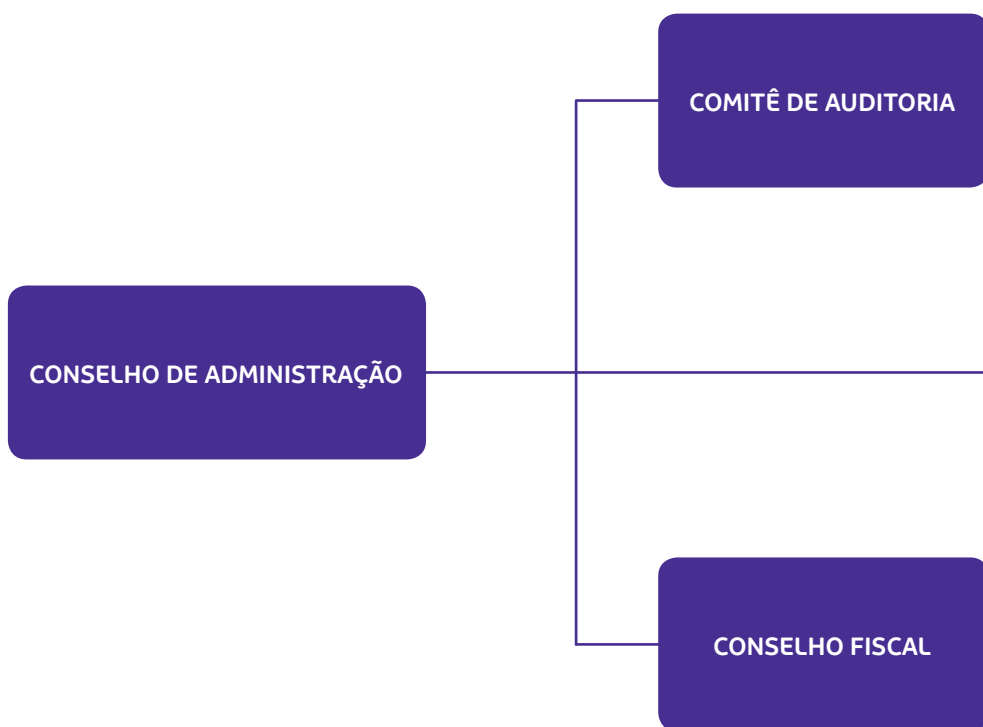 COMITÊ DE AUDITORIA
CONSELHO DE ADMINISTRAÇÃO
CONSELHO FISCAL